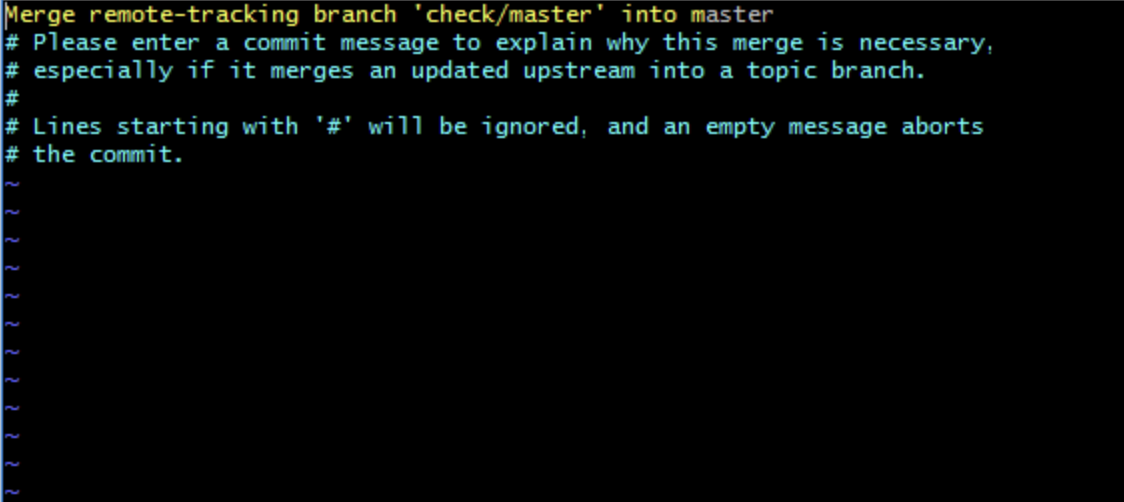 Merge remote-tracking branch 'check/master' into master
# Please enter a commit message to explain why this merge is necessary,
# especially if it merges an updated upstream into a topic branch.
#
# Lines starting with '#' will be ignored, and an empty message aborts
# the commit.
~
~
~
~
~
~
~
~
~
~
~
~